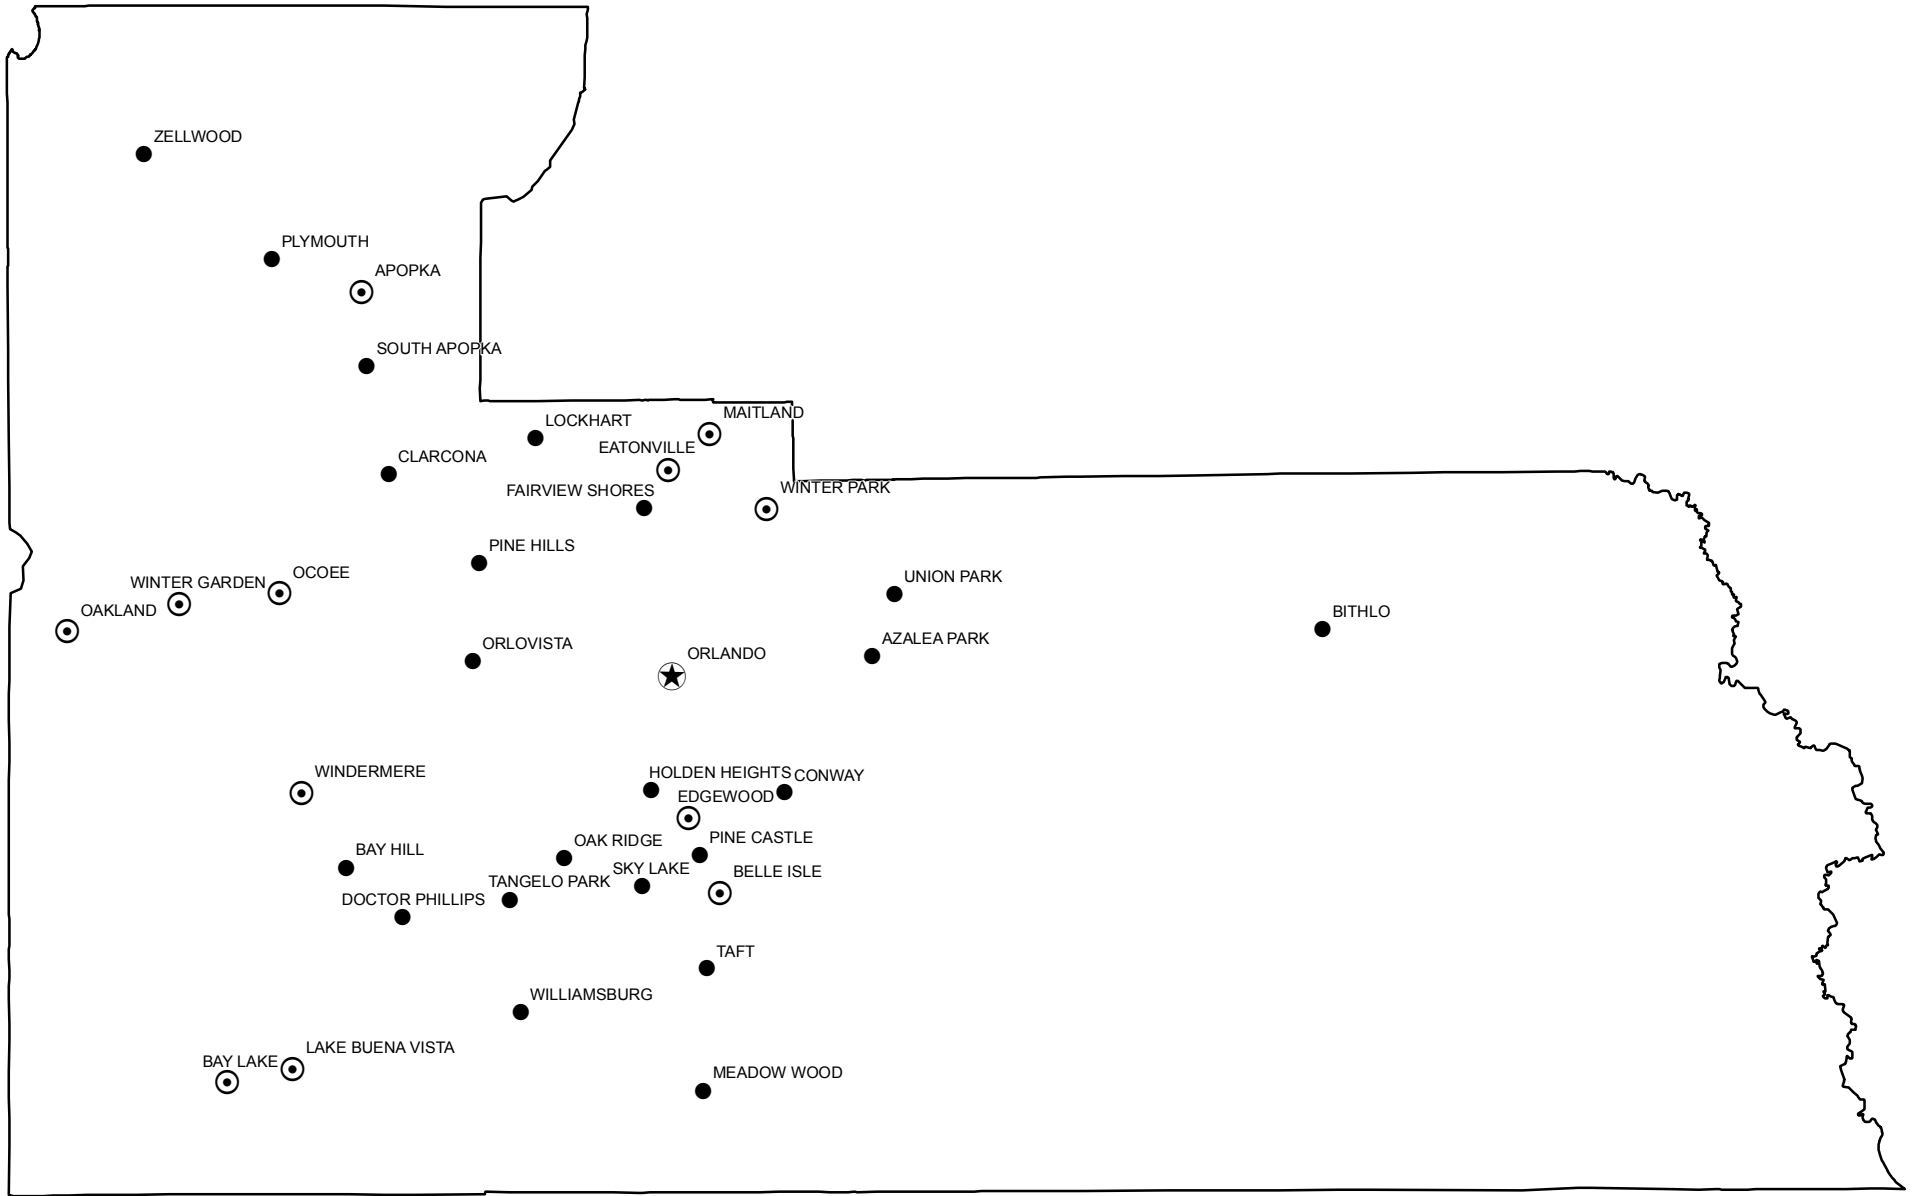 ZELLWOOD
PLYMOUTH
APOPKA
SOUTH APOPKA
MAITLAND
LOCKHART
EATONVILLE
CLARCONA
WINTER PARK
FAIRVIEW SHORES
PINE HILLS
OCOEE
UNION PARK
WINTER GARDEN
OAKLAND
BITHLO
AZALEA PARK
ORLOVISTA
ORLANDO
WINDERMERE
HOLDEN HEIGHTS
CONWAY
EDGEWOOD
PINE CASTLE
OAK RIDGE
BAY HILL
SKY LAKE
BELLE ISLE
TANGELO PARK
DOCTOR PHILLIPS
TAFT
WILLIAMSBURG
LAKE BUENA VISTA
BAY LAKE
MEADOW WOOD